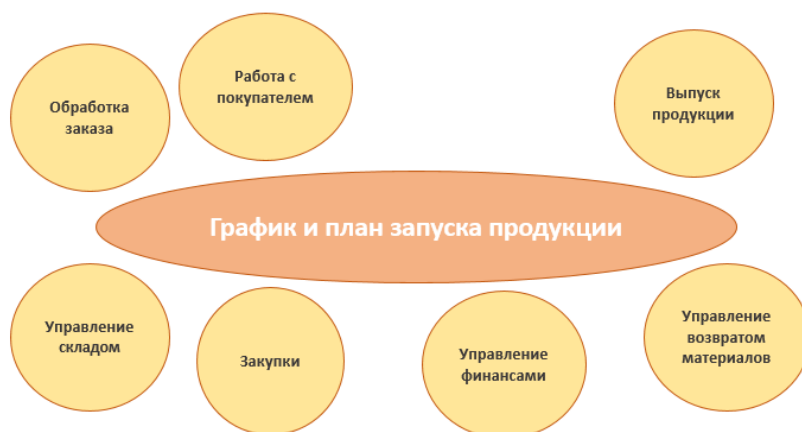 Обработка
заказа
Работа с
покупателем
Выпуск
продукции
График и план запуска продукции
Управление
складом
Закупки
Управление
финансами
Управление
возвратом
материалов